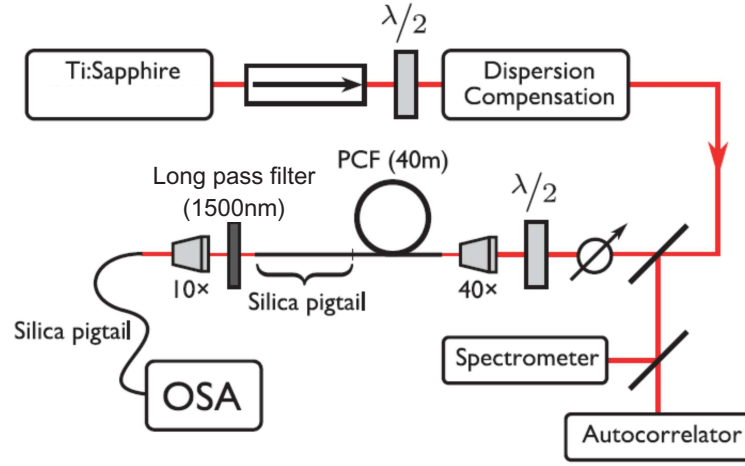 λ/2
Ti:Sapphire
Dispersion
Compensation
PCF (40m)
Long pass filter
(1500nm)
λ/2
10×
Silica pigtail
40×
Silica pigtail
Spectrometer
OSA
Autocorrelator